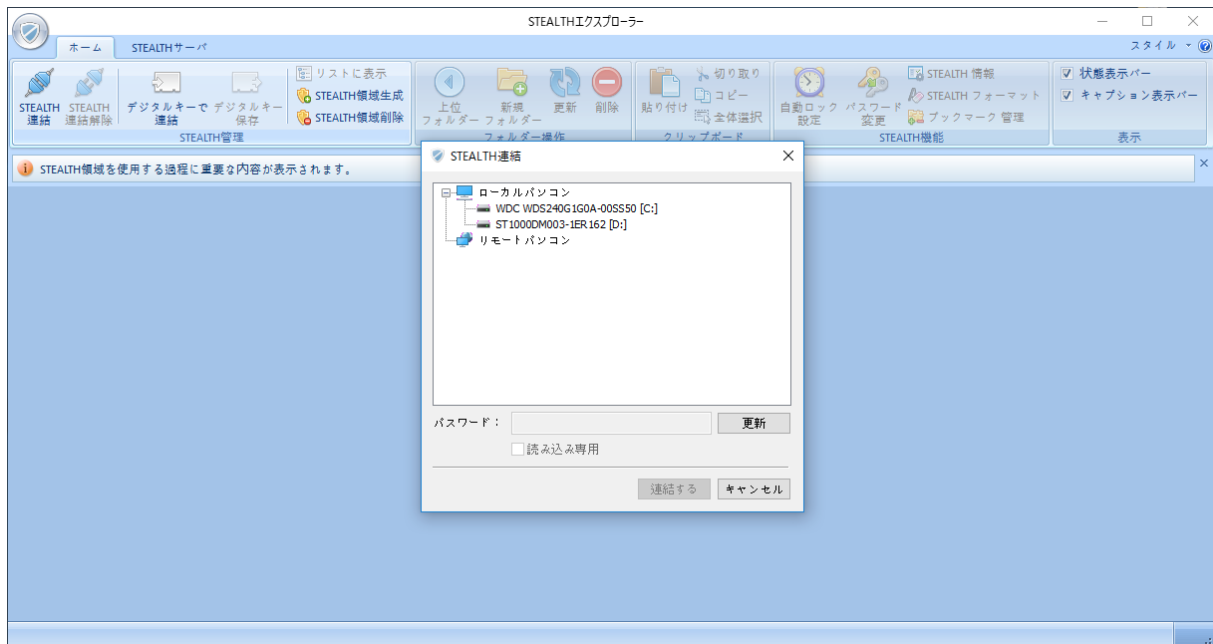 STEALTHエクスプローラー
ホーム
STEALTHサーバ
スタイル
STEALTH
連結
STEALTH
連結解除
デジタルキーで
連結
デジタルキー
保存
リストに表示
STEALTH領域生成
STEALTH領域削除
STEALTH管理
上位
フォルダー
新規
フォルダー
更新
削除
フォルダー操作
貼り付け
切り取り
コピー
全体選択
クリップボード
自動ロック
設定
パスワード
変更
STEALTH 情報
STEALTH フォーマット
ブックマーク 管理
STEALTH機能
状態表示バー
キャプション表示バー
表示
STEALTH領域を使用する過程に重要な内容が表示されます。
STEALTH連結
ローカルパソコン
WDC WDS240G1G0A-00SS50 [C:]
ST1000DM003-1ER162 [D:]
リモートパソコン
パスワード：
更新
読み込み専用
連結する
キャンセル